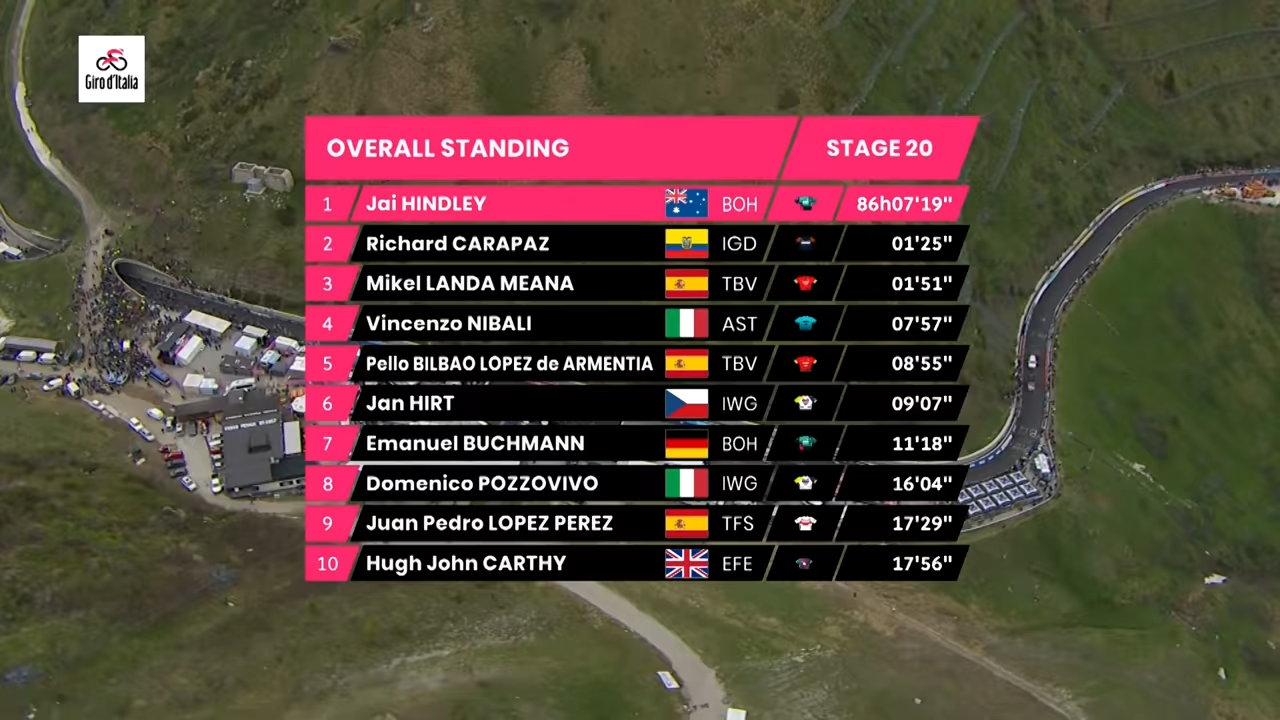 Giro d'Italia
OVERALL STANDING STAGE 20
1 Jai HINDLEY BOH 86h07'19"
2 Richard CARAPAZ IGD 01'25"
3 Mikel LANDA MEANA TBV 01'51"
4 Vincenzo NIBALI AST 07'57"
5 Pello BILBAO LOPEZ de ARMENTIA TBV 08'55"
6 Jan HIRT IWG 09'07"
7 Emanuel BUCHMANN BOH 11'18"
8 Domenico POZZOVIVO IWG 16'04"
9 Juan Pedro LOPEZ PEREZ TFS 17'29"
10 Hugh John CARTHY EFE 17'56"